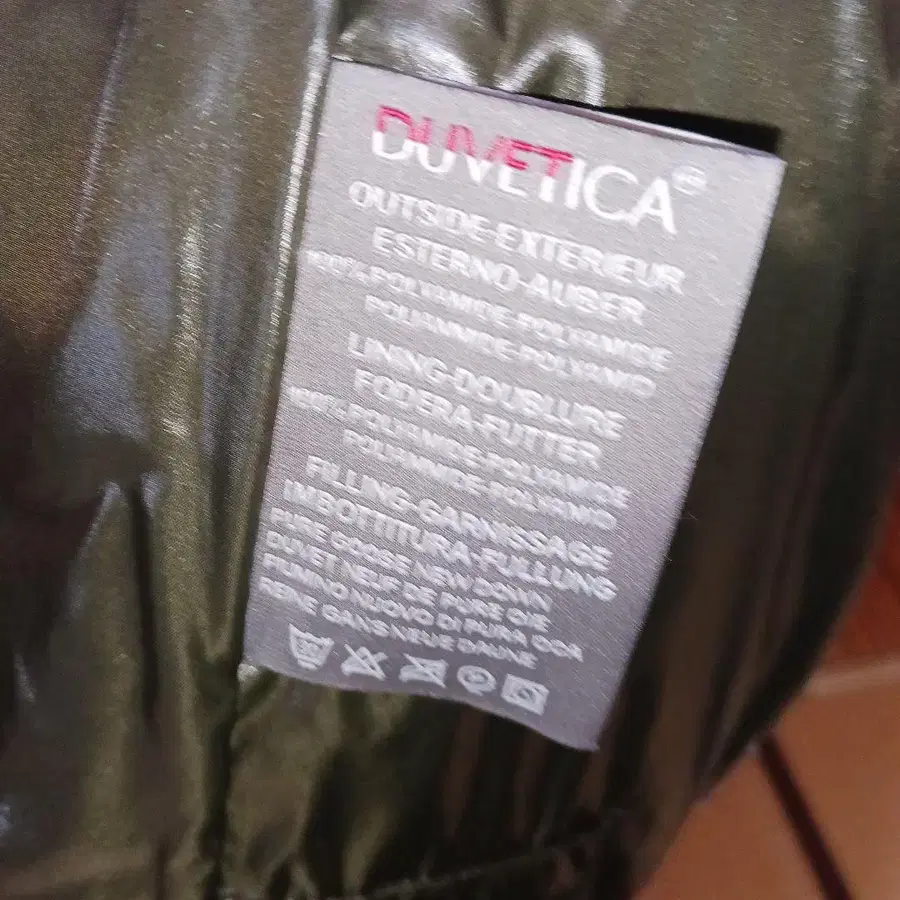 DUVETICA
OUTSIDE-EXTERIEUR
ESTERNO-AUßER
100% POLYAMIDE-POLYAMIDE
POLIAMMIDE-POLYAMID
LINING-DOUBLURE
FODERA-FUTTER
100% POLYAMIDE-POLYAMIDE
POLIAMMIDE-POLYAMID
FILLING-GARNISSAGE
IMBOTTITURA-FÜLLUNG
PURE GOOSE NEW DOWN
DUVET NEUF DE PURE OIE
PIUMINO NUOVO DI PURA OCA
REINE GANS NEUE DAUNE